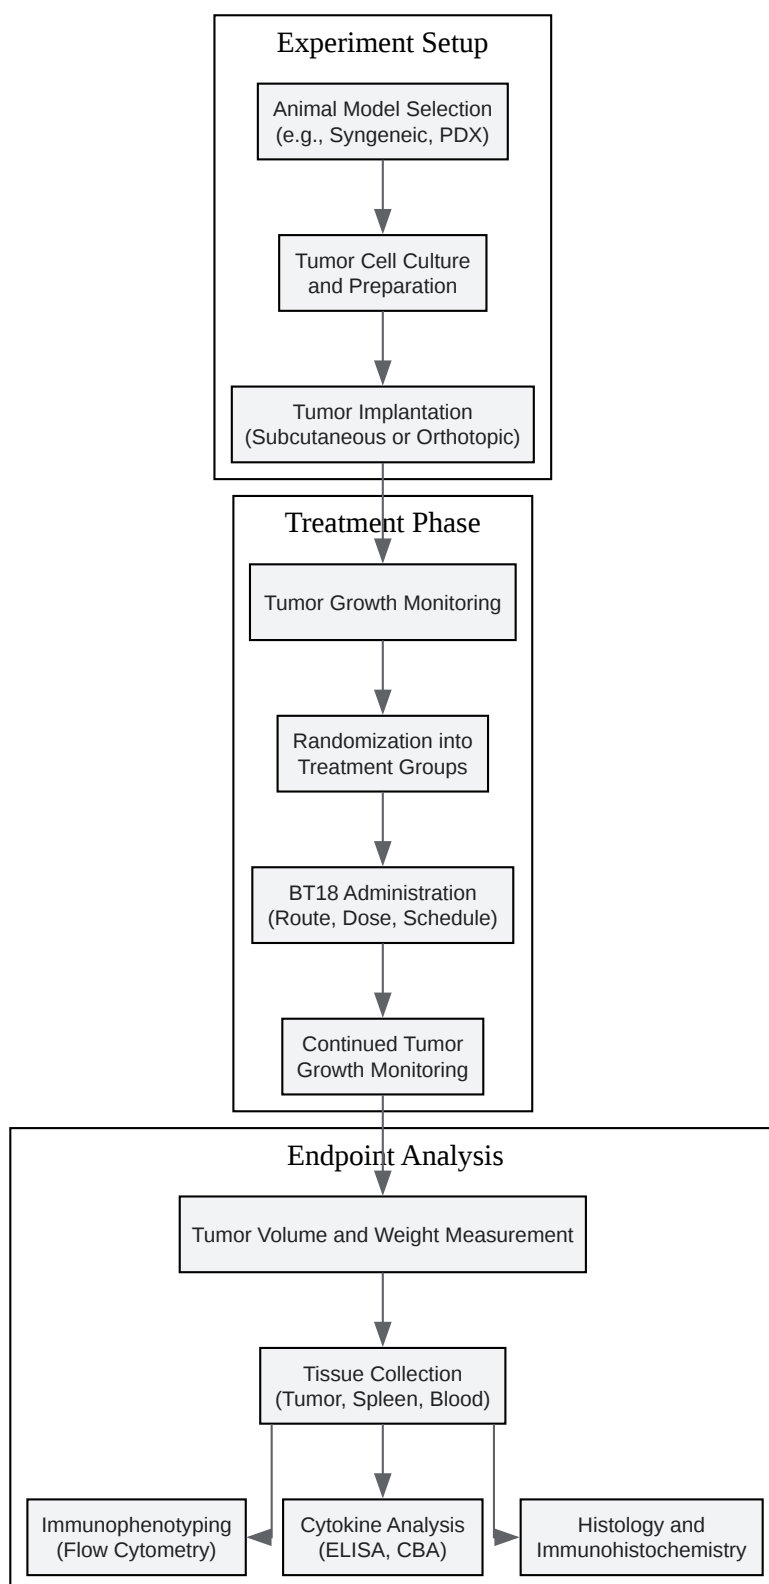 Experiment Setup
Animal Model Selection
(e.g., Syngeneic, PDX)
Tumor Cell Culture
and Preparation
Tumor Implantation
(Subcutaneous or Orthotopic)
Treatment Phase
Tumor Growth Monitoring
Randomization into
Treatment Groups
BT18 Administration
(Route, Dose, Schedule)
Continued Tumor
Growth Monitoring
Endpoint Analysis
Tumor Volume and Weight Measurement
Tissue Collection
(Tumor, Spleen, Blood)
Immunophenotyping
(Flow Cytometry)
Cytokine Analysis
(ELISA, CBA)
Histology and
Immunohistochemistry